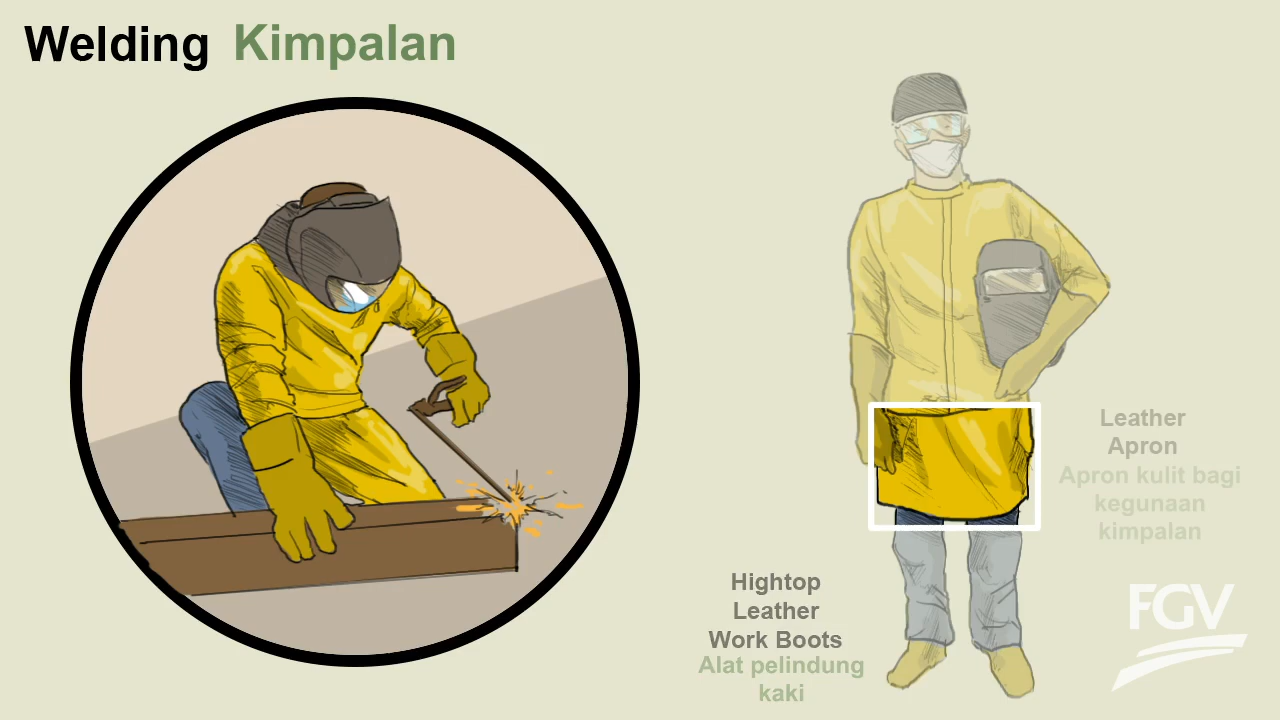 Welding Kimpalan
Leather
Apron
Apron kulit bagi
kegunaan
kimpalan
Hightop
Leather
Work Boots
Alat pelindung
kaki
FGV